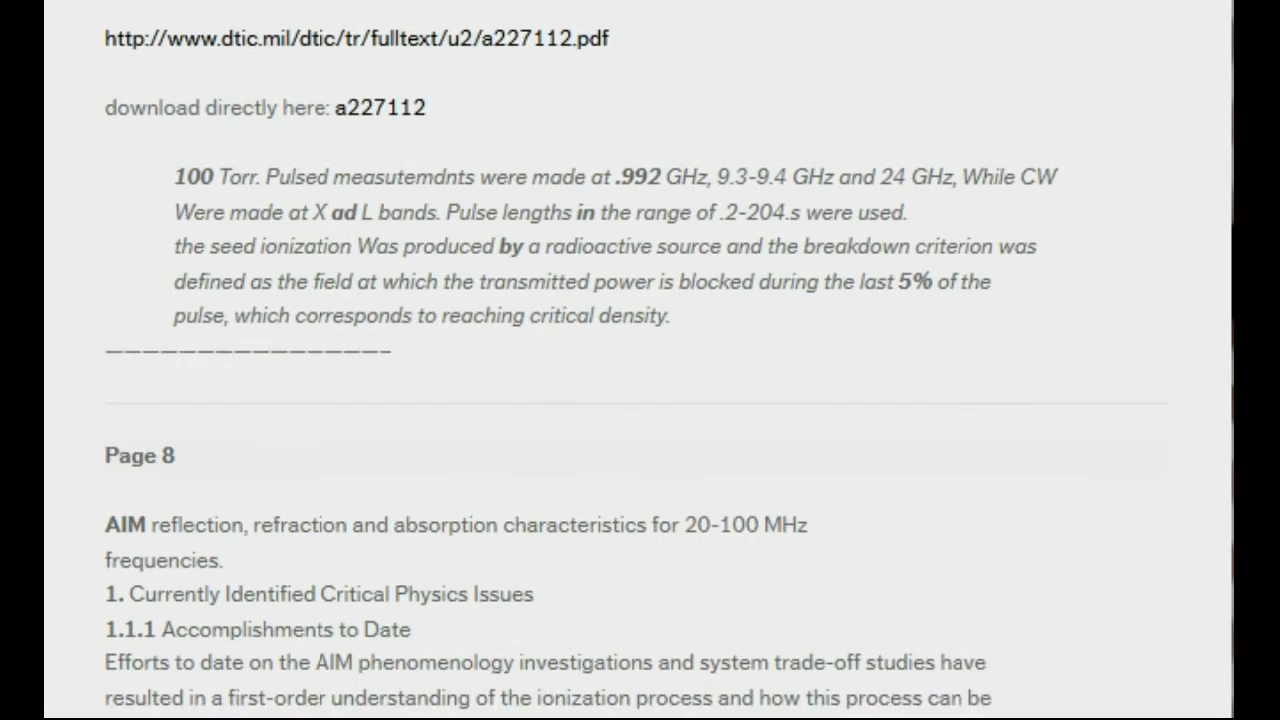 http://www.dtic.mil/dtic/tr/fulltext/u2/a227112.pdf
download directly here: a227112
100 Torr. Pulsed measutemdnts were made at .992 GHz, 9.3-9.4 GHz and 24 GHz, While CW
Were made at X ad L bands. Pulse lengths in the range of .2-204.s were used.
the seed ionization Was produced by a radioactive source and the breakdown criterion was
defined as the field at which the transmitted power is blocked during the last 5% of the
pulse, which corresponds to reaching critical density.
————————————————–
Page 8
AIM reflection, refraction and absorption characteristics for 20-100 MHz
frequencies.
1. Currently Identified Critical Physics Issues
1.1.1 Accomplishments to Date
Efforts to date on the AIM phenomenology investigations and system trade-off studies have
resulted in a first-order understanding of the ionization process and how this process can be